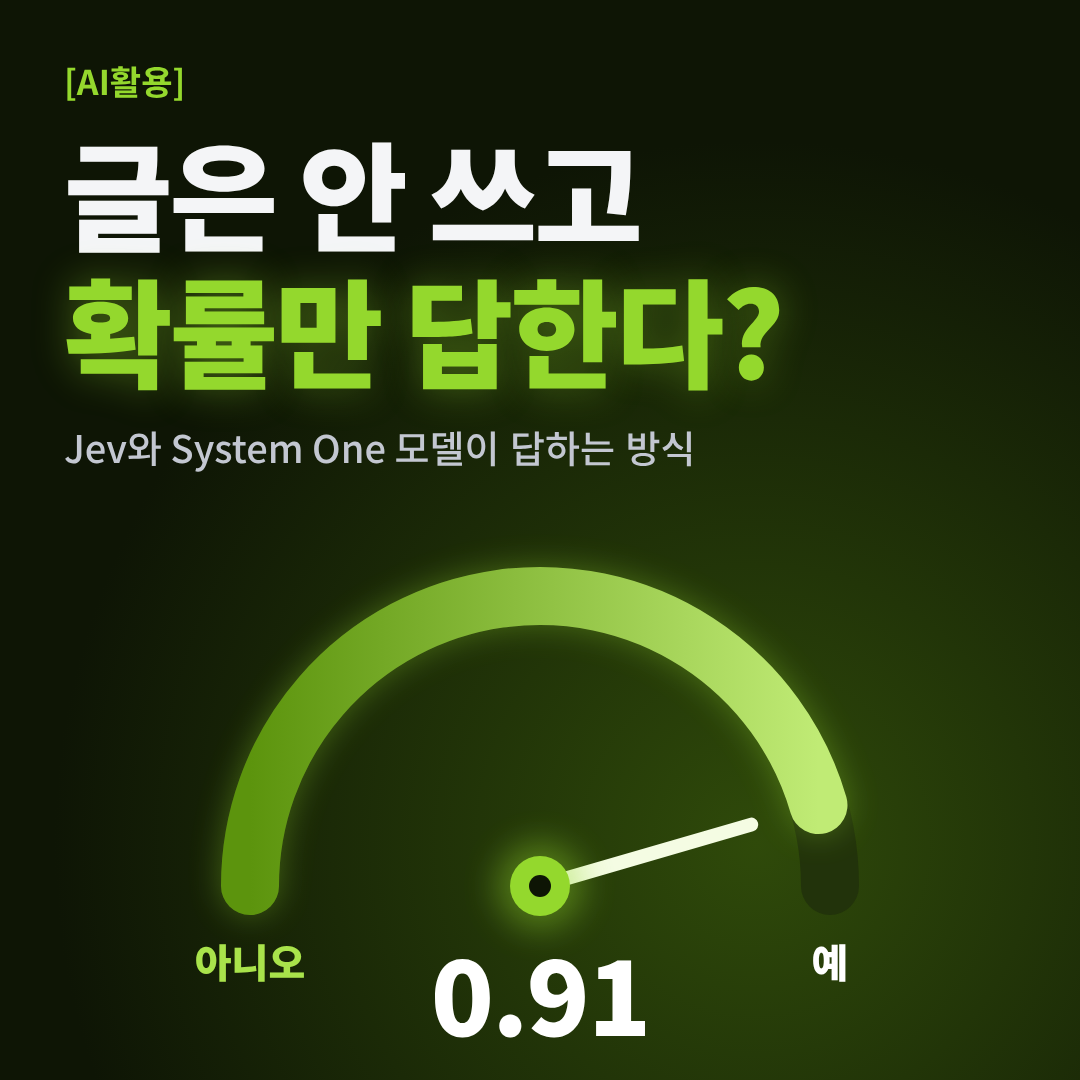 [AI활용]
글은 안 쓰고
확률만 답한다?
Jev와 System One 모델이 답하는 방식
아니오
예
0.91